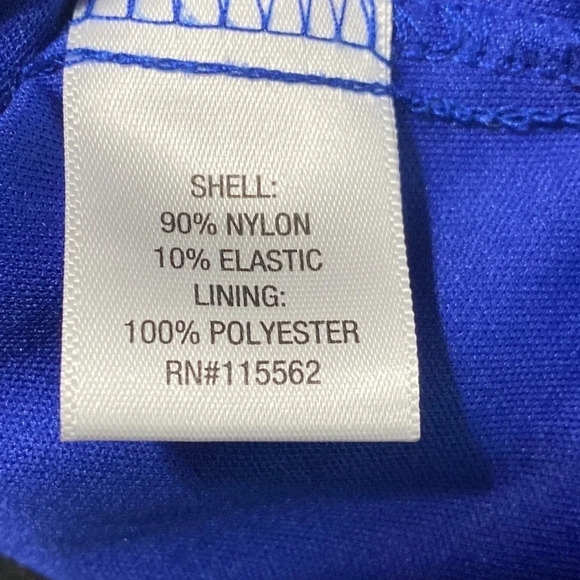 SHELL:
90% NYLON
10% ELASTIC
LINING:
100% POLYESTER
RN#115562